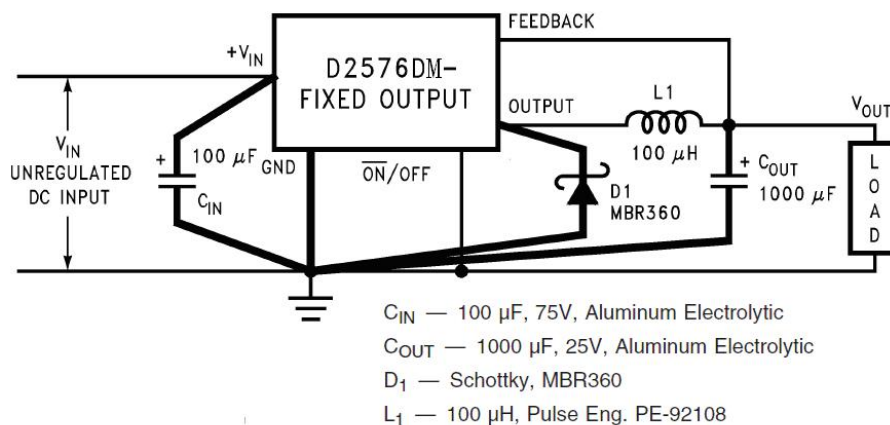 FEEDBACK
+VIN
D2576DM-
FIXED OUTPUT
OUTPUT
L1
VOUT
VIN
UNREGULATED
DC INPUT
+
100 μF
CIN
GND
ON/OFF
100 μH
D1
MBR360
+
COUT
1000 μF
LOAD
CIN — 100 μF, 75V, Aluminum Electrolytic
COUT — 1000 μF, 25V, Aluminum Electrolytic
D1 — Schottky, MBR360
L1 — 100 μH, Pulse Eng. PE-92108